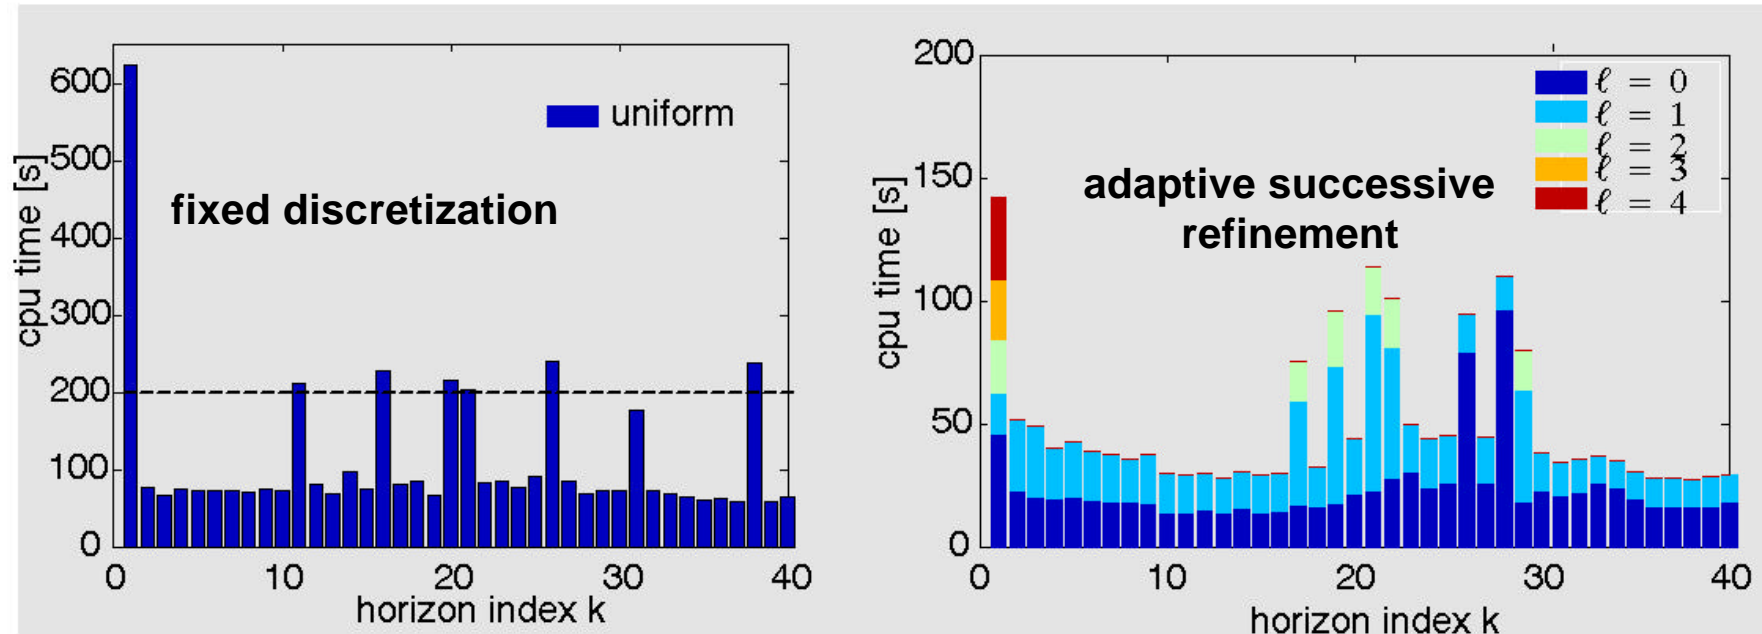 600
500
400
300
200
100
0
cpu time [s]
uniform
fixed discretization
0 10 20 30 40
horizon index k
200
150
100
50
0
cpu time [s]
ℓ = 0
ℓ = 1
ℓ = 2
ℓ = 3
ℓ = 4
adaptive successive
refinement
0 10 20 30 40
horizon index k